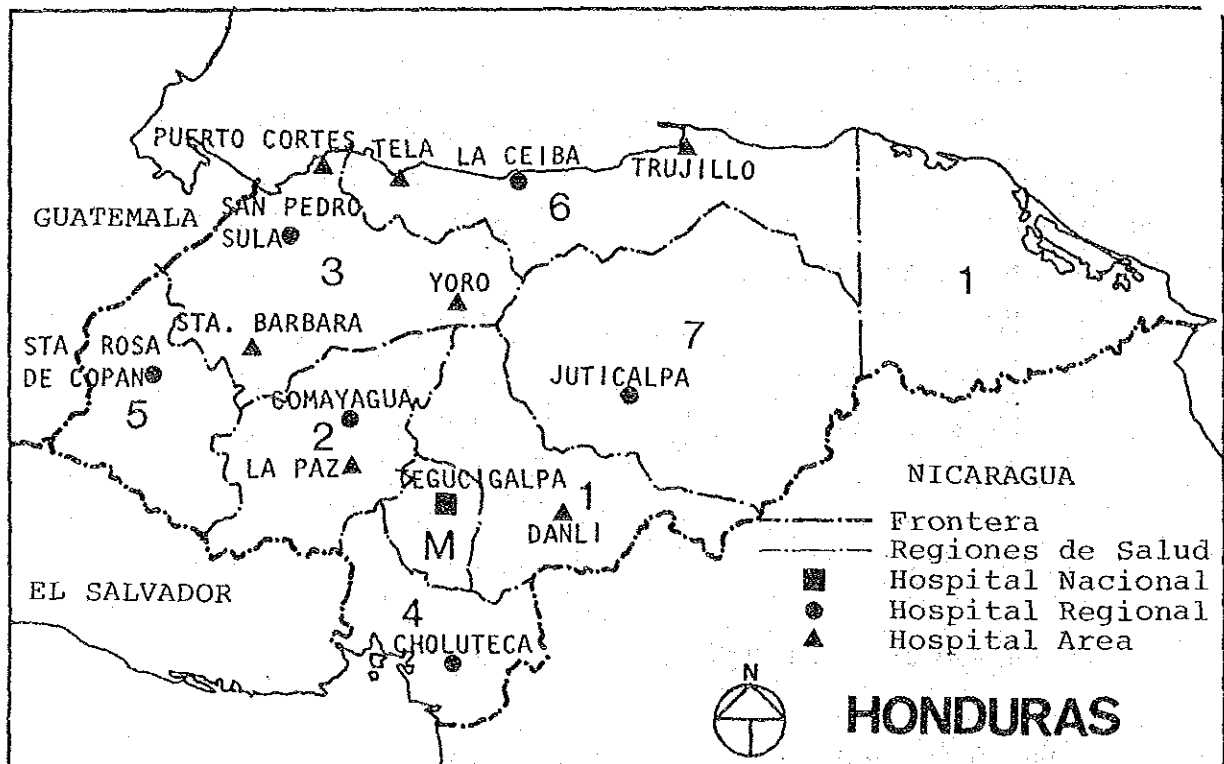 PUERTO CORTES
TELA
LA CEIBA
TRUJILLO
6
GUATEMALA
SAN PEDRO
SULA
3
YORO
1
STA. BARBARA
7
STA ROSA
DE COPAN
JUTICALPA
COMAYAGUA
5
2
LA PAZ
TEGUCIGALPA
1
NICARAGUA
DANLI
M
Frontera
Regiones de Salud
EL SALVADOR
Hospital Nacional
4
Hospital Regional
CHOLUTECA
Hospital Area
N
HONDURAS